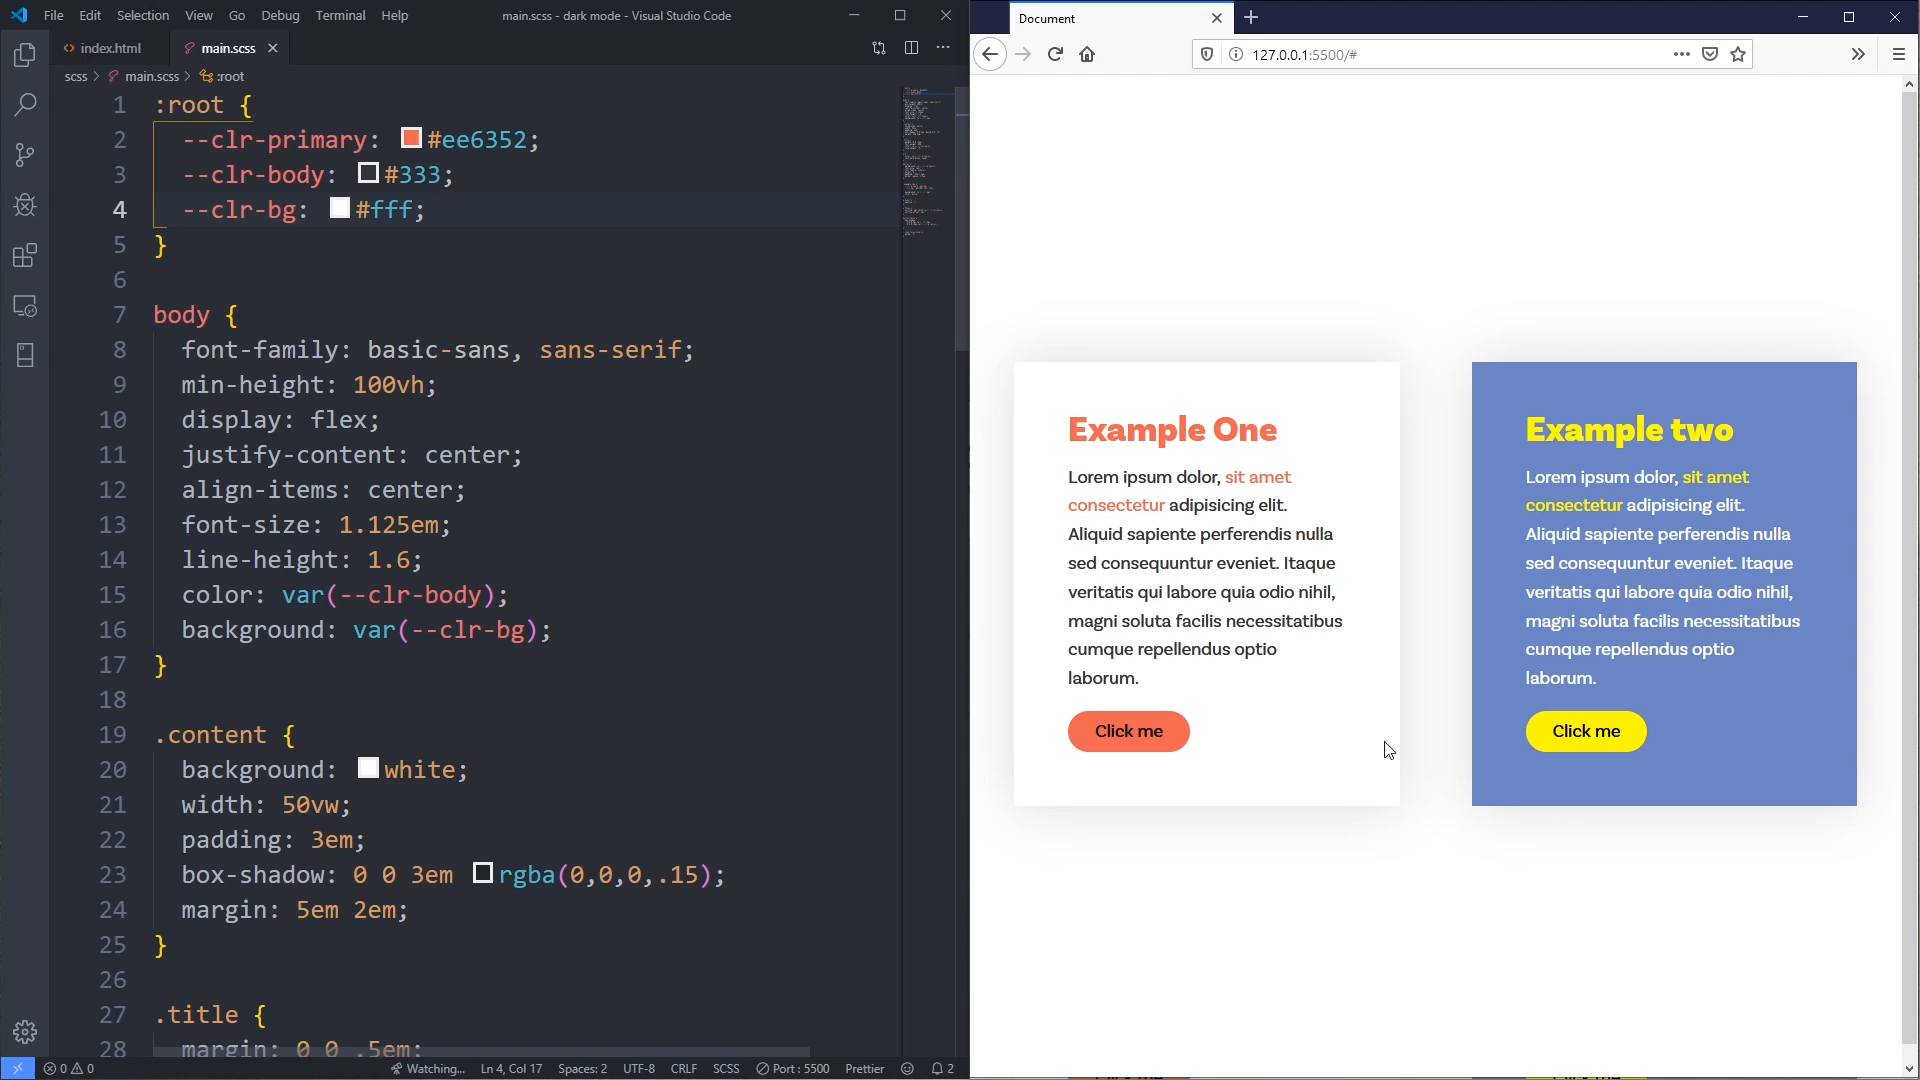 File Edit Selection View Go Debug Terminal Help
main.scss - dark mode - Visual Studio Code
index.html
main.scss
scss > main.scss > :root
1 :root {
2 --clr-primary: #ee6352;
3 --clr-body: #333;
4 --clr-bg: #fff;
5 }
6
7 body {
8 font-family: basic-sans, sans-serif;
9 min-height: 100vh;
10 display: flex;
11 justify-content: center;
12 align-items: center;
13 font-size: 1.125em;
14 line-height: 1.6;
15 color: var(--clr-body);
16 background: var(--clr-bg);
17 }
18
19 .content {
20 background: white;
21 width: 50vw;
22 padding: 3em;
23 box-shadow: 0 0 3em rgba(0,0,0,.15);
24 margin: 5em 2em;
25 }
26
27 .title {
28 margin: 0 0 .5em;
0 0
Watching... Ln 4, Col 17 Spaces: 2 UTF-8 CRLF SCSS Port : 5500 Prettier 2
Document
127.0.0.1:5500/#
Example One
Lorem ipsum dolor, sit amet
consectetur adipisicing elit.
Aliquid sapiente perferendis nulla
sed consequuntur eveniet. Itaque
veritatis qui labore quia odio nihil,
magni soluta facilis necessitatibus
cumque repellendus optio
laborum.
Click me
Example two
Lorem ipsum dolor, sit amet
consectetur adipisicing elit.
Aliquid sapiente perferendis nulla
sed consequuntur eveniet. Itaque
veritatis qui labore quia odio nihil,
magni soluta facilis necessitatibus
cumque repellendus optio
laborum.
Click me